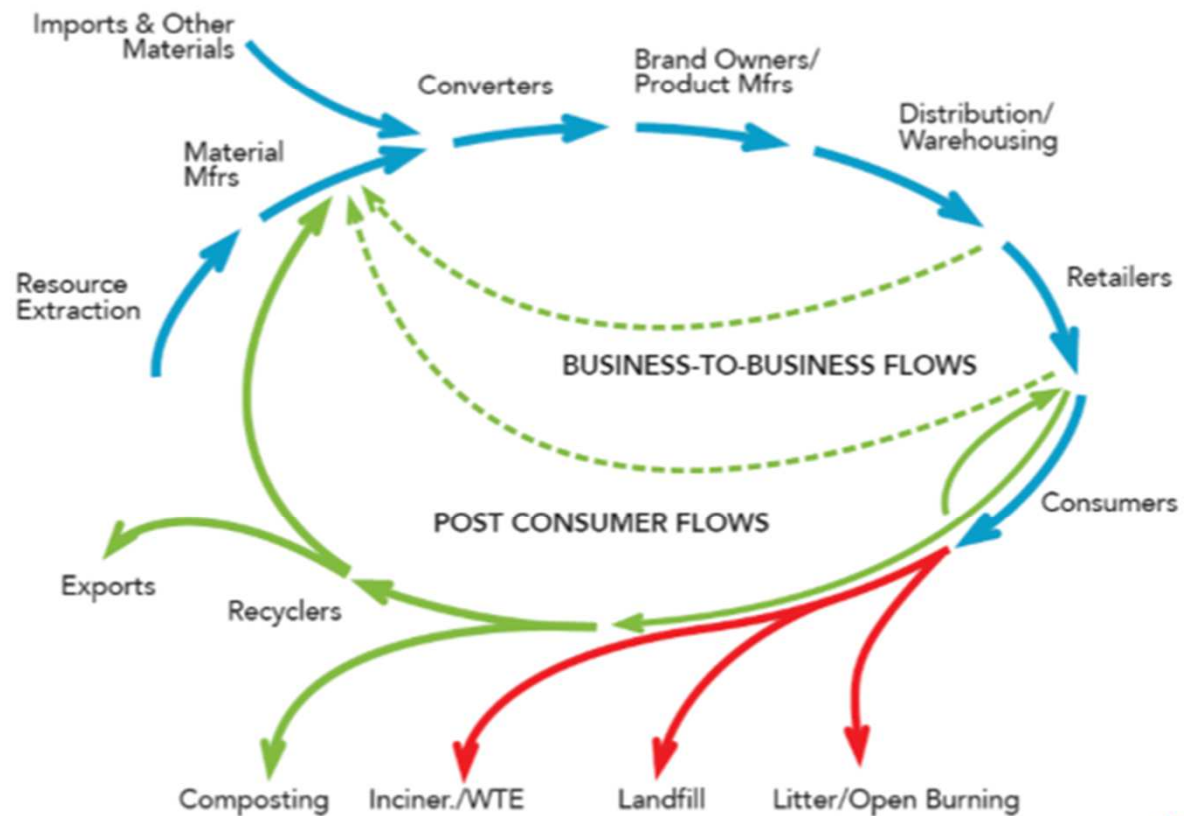 Imports & Other
Materials
Converters
Brand Owners/
Product Mfrs
Distribution/
Warehousing
Material
Mfrs
Resource
Extraction
Retailers
BUSINESS-TO-BUSINESS FLOWS
Consumers
POST CONSUMER FLOWS
Exports
Recyclers
Composting
Inciner./WTE
Landfill
Litter/Open Burning